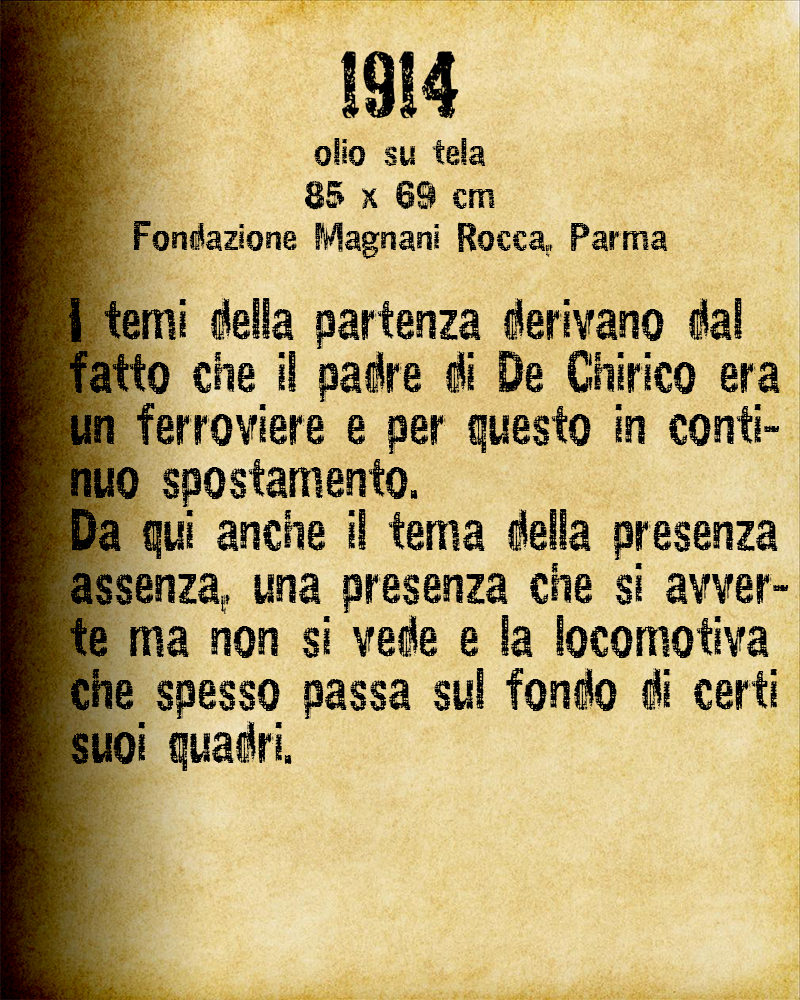 1914
olio su tela
85 x 69 cm
Fondazione Magnani Rocca, Parma
I temi della partenza derivano dal
fatto che il padre di De Chirico era
un ferroviere e per questo in conti-
nuo spostamento.
Da qui anche il tema della presenza
assenza, una presenza che si avver-
te ma non si vede e la locomotiva
che spesso passa sul fondo di certi
suoi quadri.